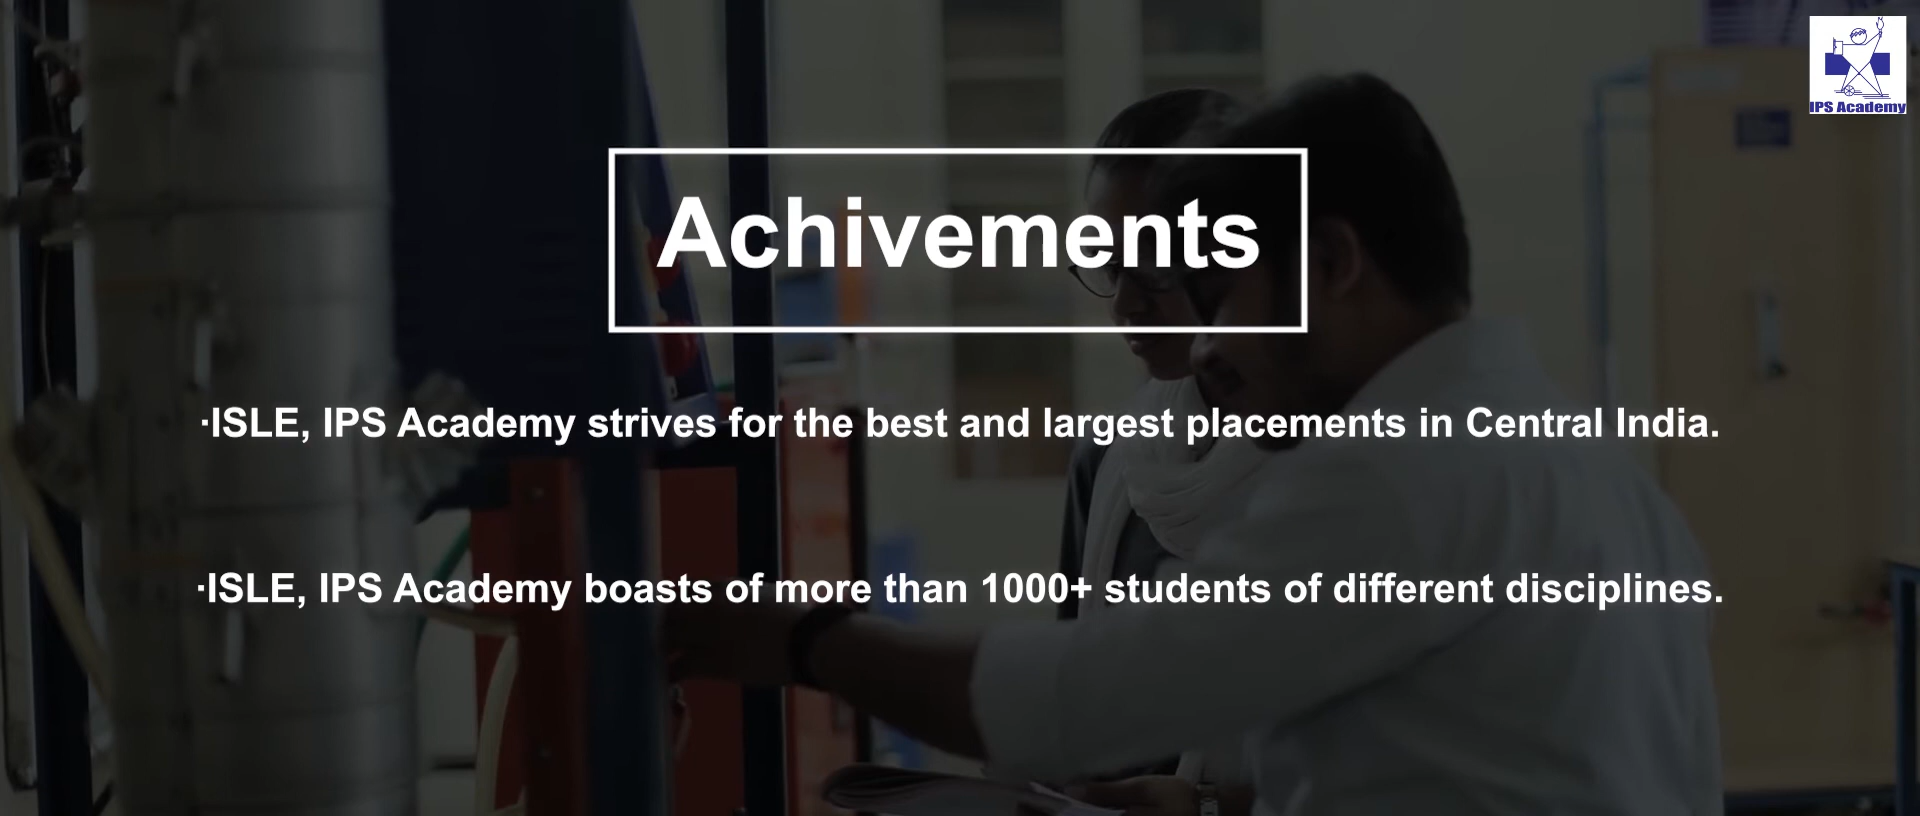 IPS Academy
Achivements
·ISLE, IPS Academy strives for the best and largest placements in Central India.
·ISLE, IPS Academy boasts of more than 1000+ students of different disciplines.